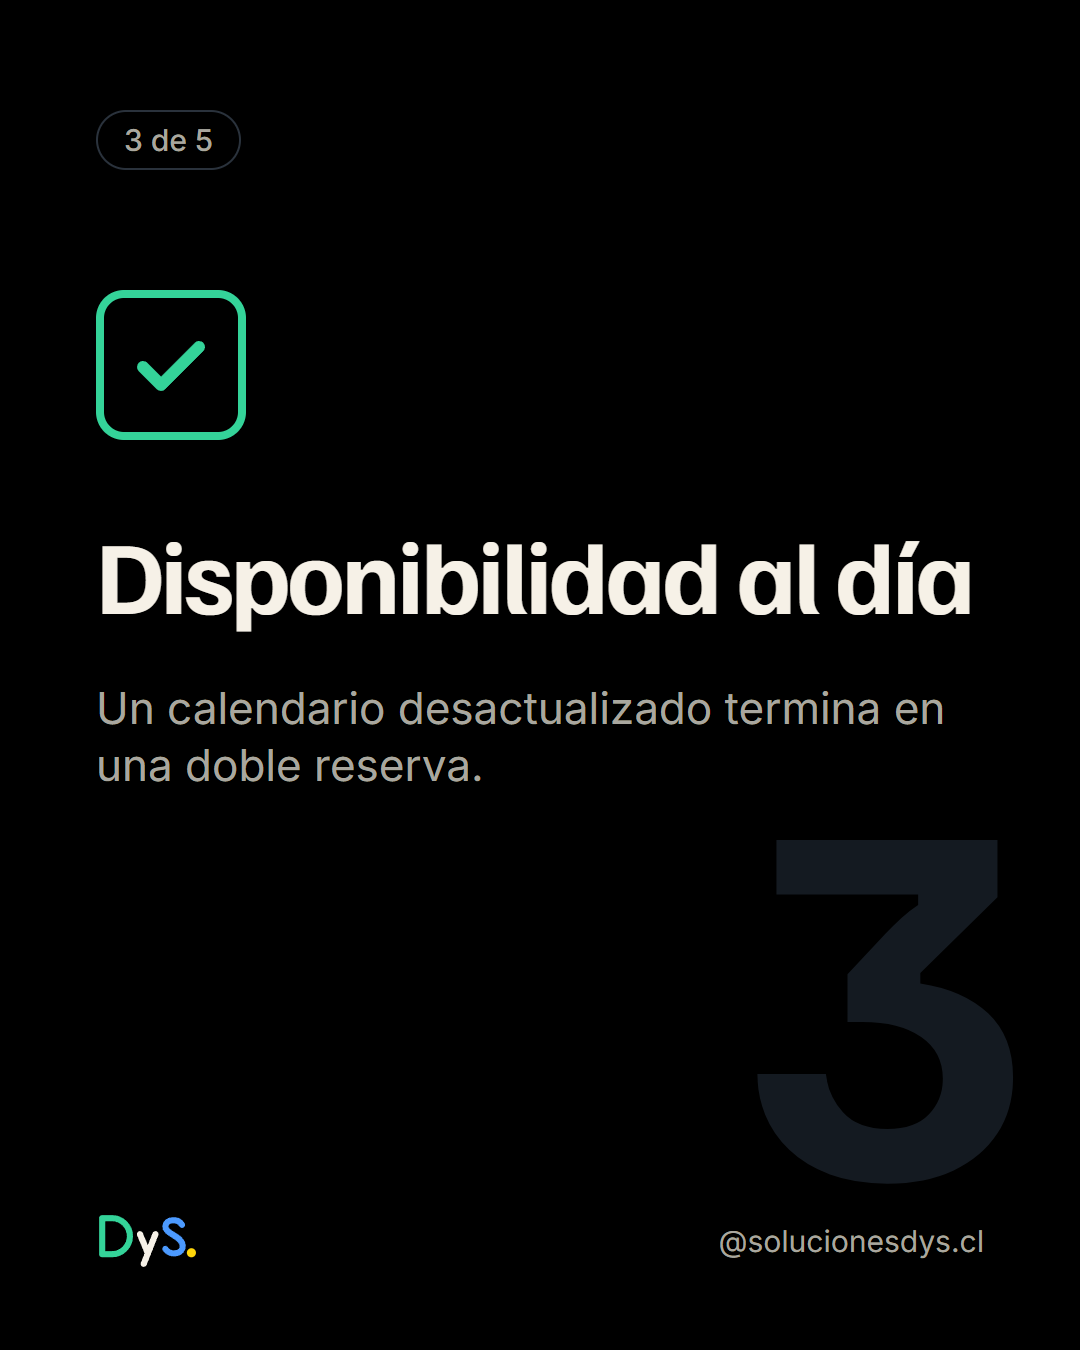 3 de 5
Disponibilidad al día
Un calendario desactualizado termina en
una doble reserva.
3
DyS.
@solucionesdys.cl